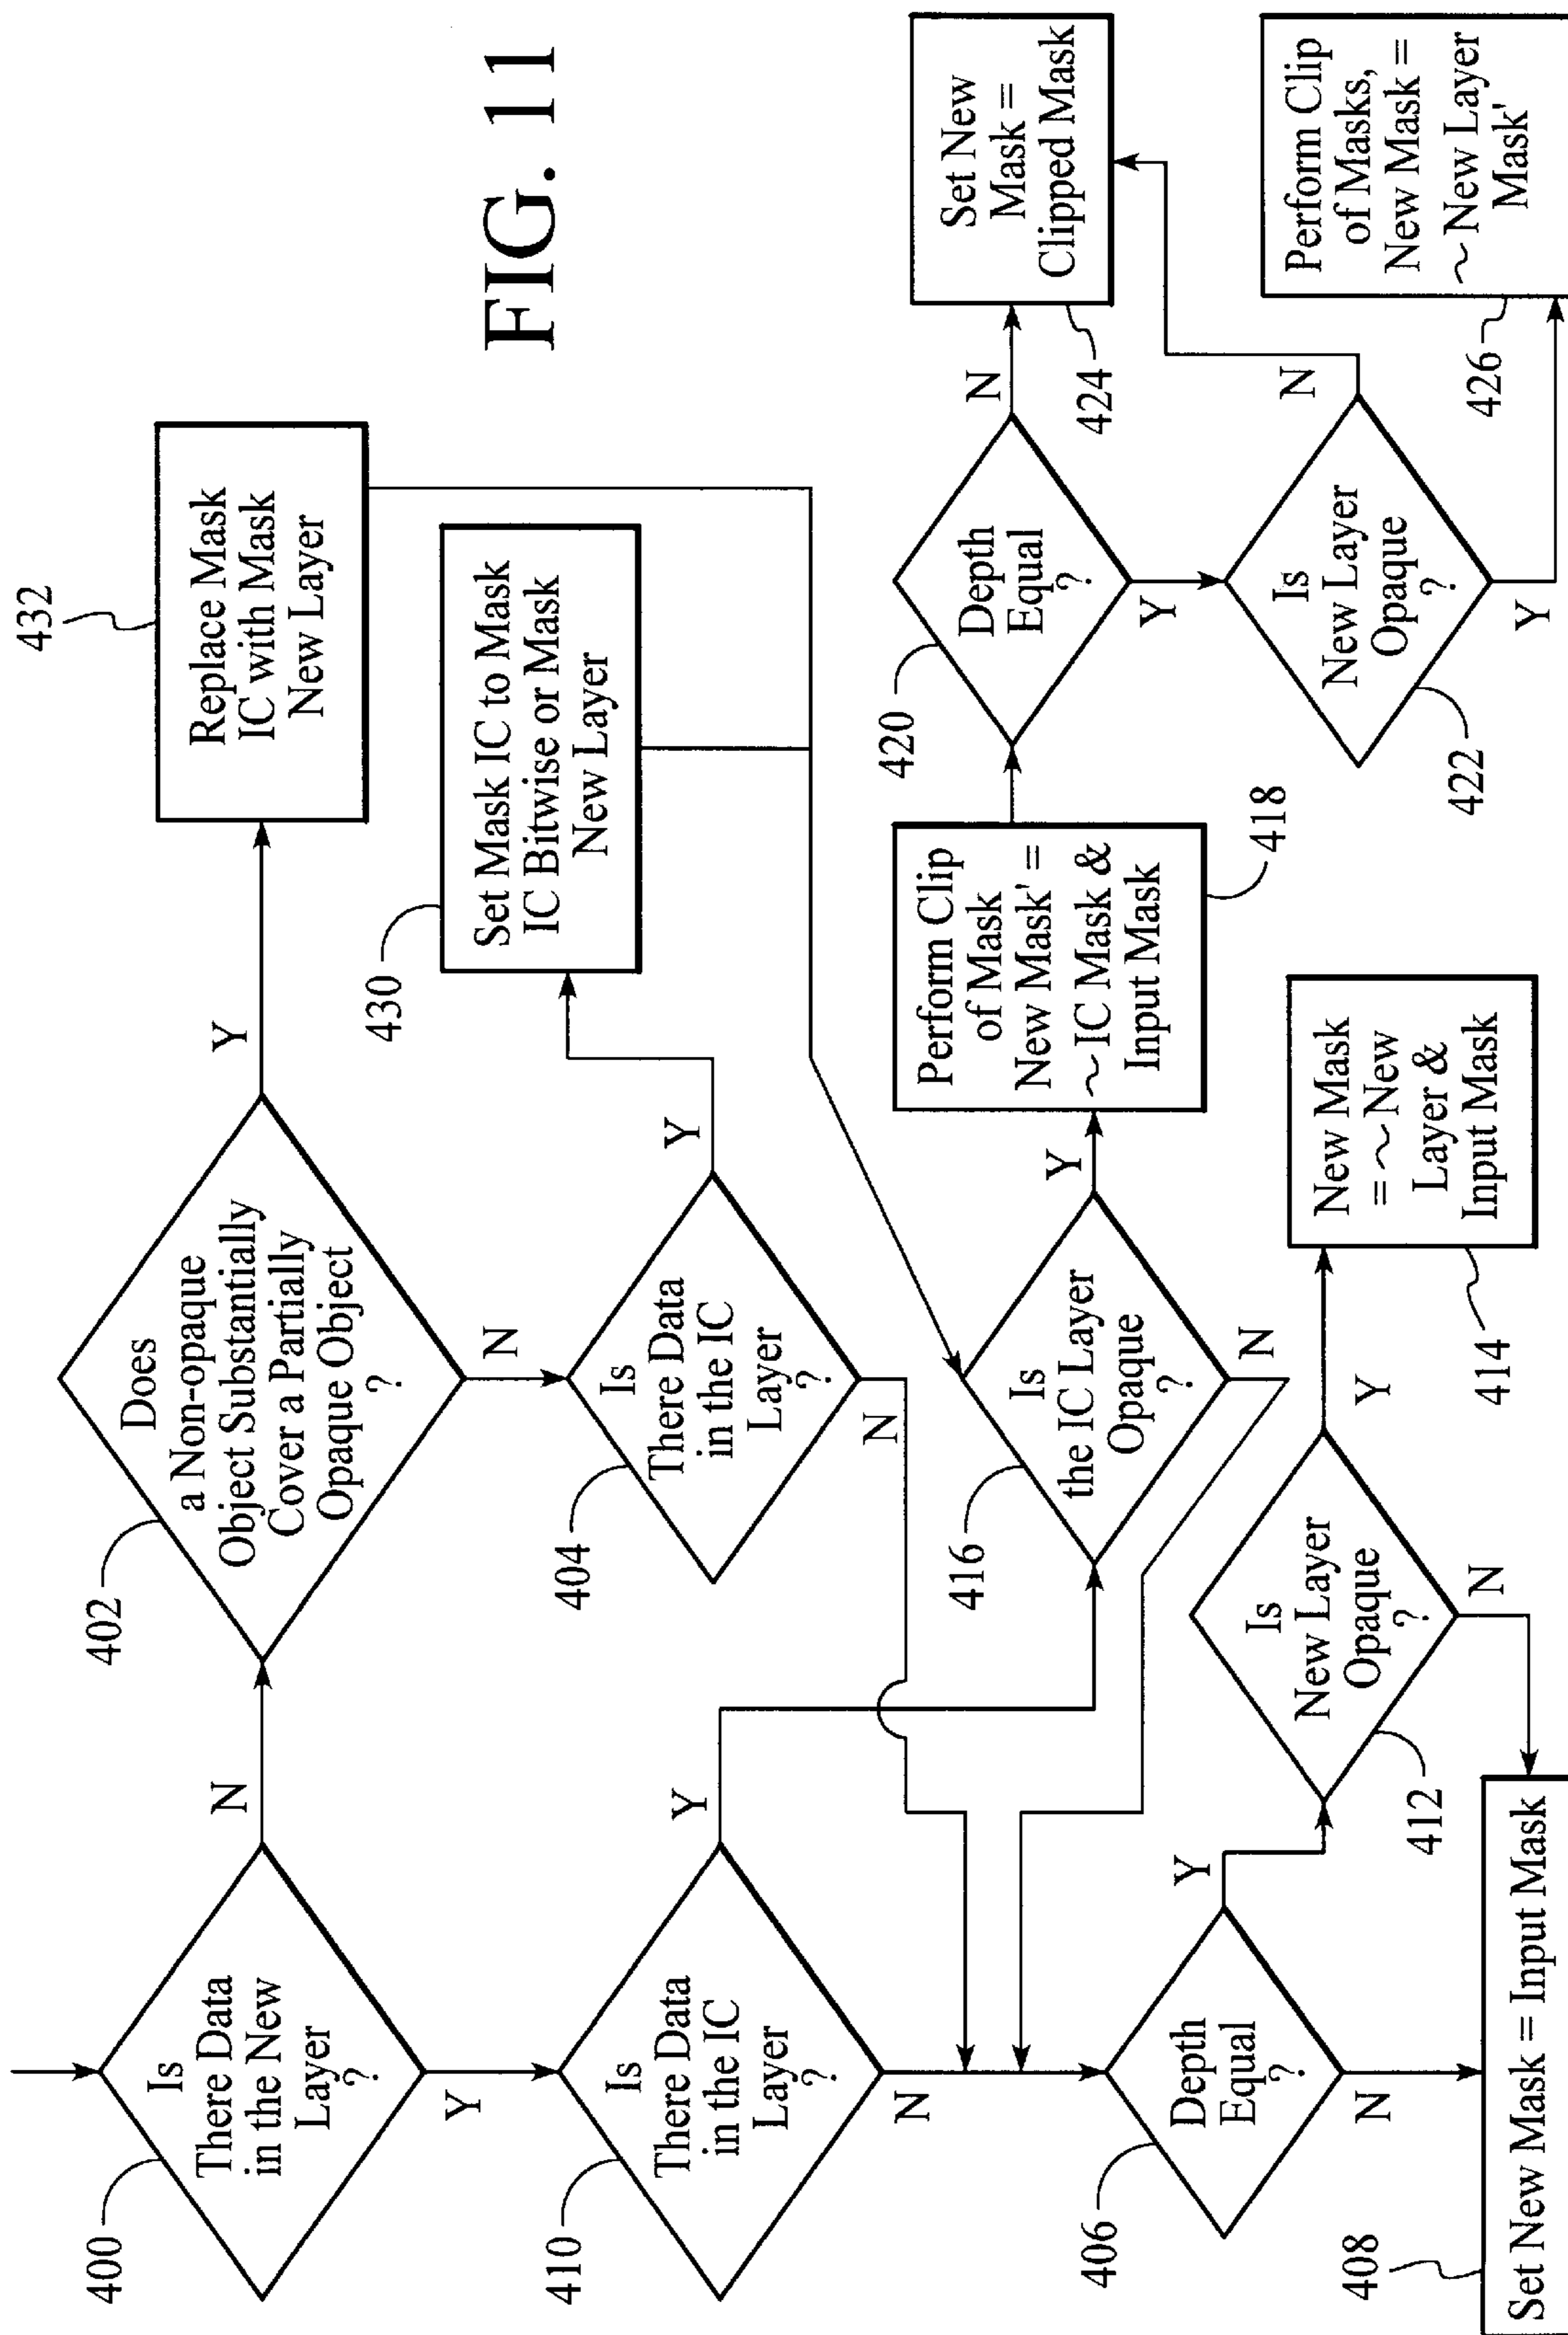 FIG. 11
400
Is
There Data
in the New
Layer
?
N
Y
402
Does
a Non-opaque
Object Substantially
Cover a Partially
Opaque Object
?
Y
N
432
Replace Mask
IC with Mask
New Layer
404
Is
There Data
in the IC
Layer
?
Y
N
430
Set Mask IC to Mask
IC Bitwise or Mask
New Layer
410
Is
There Data
in the IC
Layer
?
Y
N
416
Is
the IC Layer
Opaque
?
Y
N
Perform Clip
of Mask
New Mask' =
~ IC Mask &
Input Mask
418
420
Depth
Equal
?
N
Y
Set New
Mask =
Clipped Mask
424
Is
New Layer
Opaque
?
422
N
Y
Perform Clip
of Masks,
New Mask =
~ New Layer
Mask'
426
406
Depth
Equal
?
Y
N
Is
New Layer
Opaque
?
412
Y
N
New Mask
= ~ New
Layer &
Input Mask
414
408
Set New Mask = Input Mask